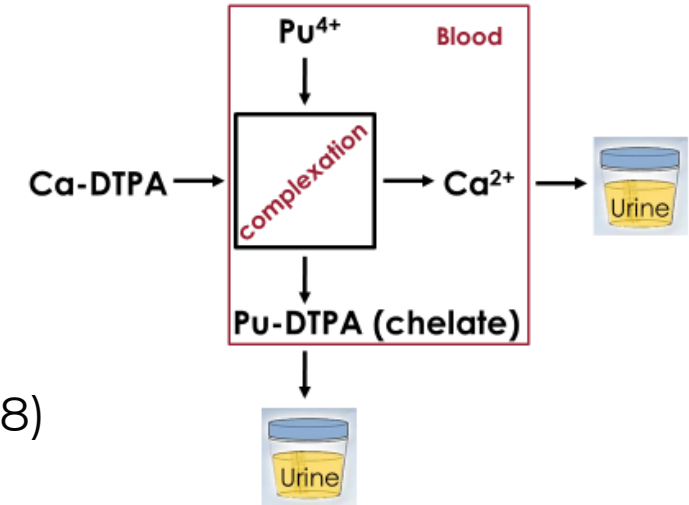 Pu4+
Blood
complexation
Ca-DTPA
Ca2+
Urine
Pu-DTPA (chelate)
8)
Urine